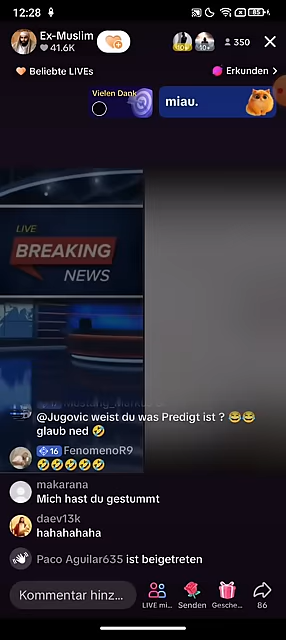 12:28
85
Ex-Muslim
41.6K
10+
350
Beliebte LIVEs
Erkunden
Vielen Dank
miau.
LIVE
BREAKING
NEWS
@Jugovic weist du was Predigt ist ? 😂😂
glaub ned 🤣
16 FenomenoR9
🤣🤣🤣🤣🤣
makarana
Mich hast du gestummt
daev13k
hahahahaha
Paco Aguilar635 ist beigetreten
Kommentar hinz...
LIVE mi...
Senden
Gesche...
86